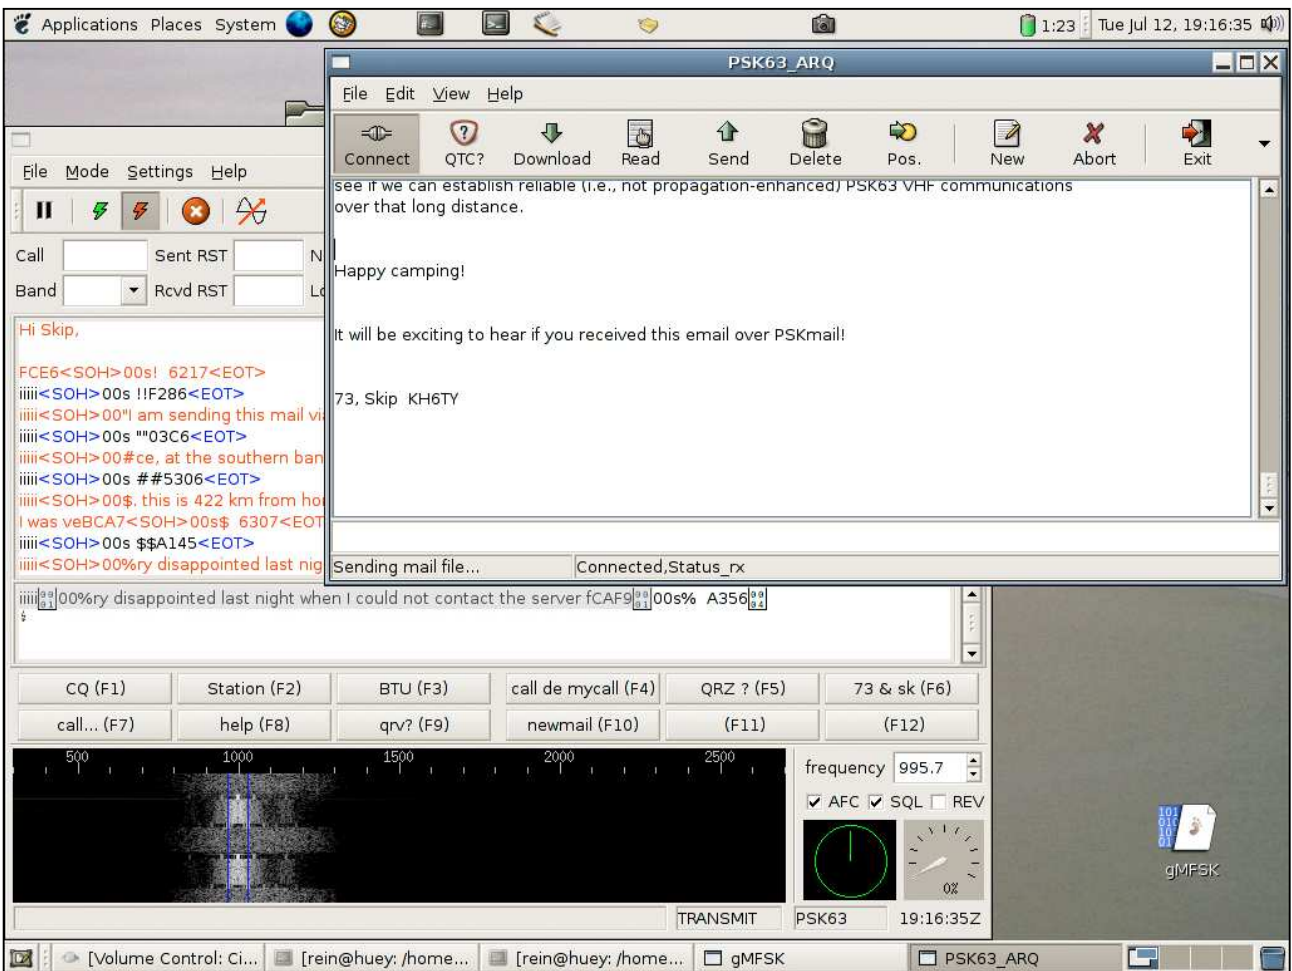 Applications Places System
1:23 Tue Jul 12, 19:16:35
PSK63_ARQ
File Edit View Help
Connect QTC? Download Read Send Delete Pos. New Abort Exit
see if we can establish reliable (i.e., not propagation-enhanced) PSK63 VHF communications
over that long distance.
Happy camping!
It will be exciting to hear if you received this email over PSKmail!
73, Skip KH6TY
Sending mail file... Connected,Status_rx
File Mode Settings Help
Call Sent RST N
Band Rcvd RST Lo
Hi Skip,
FCE6<SOH>00s! 6217<EOT>
iiiii<SOH>00s !!F286<EOT>
iiiii<SOH>00"I am sending this mail vi
iiiii<SOH>00s ""03C6<EOT>
iiiii<SOH>00#ce, at the southern ban
iiiii<SOH>00s ##5306<EOT>
iiiii<SOH>00$. this is 422 km from ho
I was veBCA7<SOH>00s$ 6307<EOT
iiiii<SOH>00s $$A145<EOT>
iiiii<SOH>00%ry disappointed last nig
iiiii 00%ry disappointed last night when I could not contact the server fCAF9 00s% A356
CQ (F1) Station (F2) BTU (F3) call de mycall (F4) QRZ ? (F5) 73 & sk (F6)
call... (F7) help (F8) qrv? (F9) newmail (F10) (F11) (F12)
500 1000 1500 2000 2500
frequency 995.7
AFC SQL REV
0%
TRANSMIT PSK63 19:16:35Z
gMFSK
[Volume Control: Ci... [rein@huey: /home... [rein@huey: /home... gMFSK PSK63_ARQ